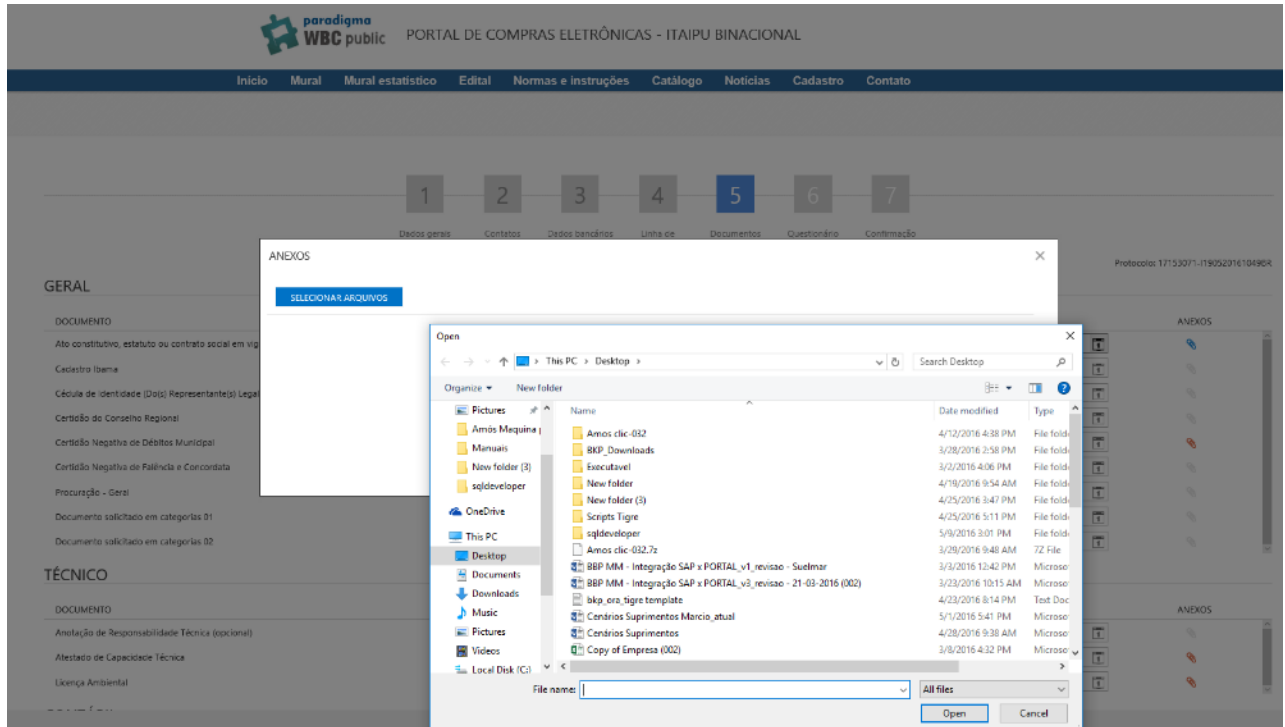 paradigma
WBC public PORTAL DE COMPRAS ELETRÔNICAS - ITAIPU BINACIONAL
Início Mural Mural estatístico Edital Normas e instruções Catálogo Notícias Cadastro Contato
1 2 3 4 5 6 7
Dados gerais Contatos Dados bancários Linha de Documentos Questionário Confirmação
ANEXOS
Protocolo: 17153071-I190520161049BR
GERAL
SELECIONAR ARQUIVOS
DOCUMENTO ANEXOS
Ato constitutivo, estatuto ou contrato social em vig
Cadastro Ibama
Cédula de Identidade (Do(s) Representante(s) Legal
Certidão do Conselho Regional
Certidão Negativa de Débitos Municipal
Certidão Negativa de Falência e Concordata
Procuração - Geral
Documento solicitado em categorias 01
Documento solicitado em categorias 02
TÉCNICO
DOCUMENTO ANEXOS
Anotação de Responsabilidade Técnica (opcional)
Atestado de Capacidade Técnica
Licença Ambiental
Open
This PC > Desktop > Search Desktop
Organize New folder
Pictures
Amós Maquina
Manuais
New folder (3)
sqldeveloper
OneDrive
This PC
Desktop
Documents
Downloads
Music
Pictures
Videos
Local Disk (C:)
Name Date modified Type
Amos clic-032 4/12/2016 4:38 PM File fold
BKP_Downloads 3/28/2016 2:58 PM File fold
Executavel 3/2/2016 4:06 PM File fold
New folder 4/19/2016 9:54 AM File fold
New folder (3) 4/25/2016 3:47 PM File fold
Scripts Tigre 4/25/2016 5:11 PM File fold
sqldeveloper 5/9/2016 3:01 PM File fold
Amos clic-032.7z 3/29/2016 9:48 AM 7Z File
BBP MM - Integração SAP x PORTAL_v1_revisao - Suelmar 3/3/2016 12:42 PM Microso
BBP MM - Integração SAP x PORTAL_v3_revisao - 21-03-2016 (002) 3/23/2016 10:15 AM Microso
bkp_ora_tigre template 4/23/2016 8:14 PM Text Doc
Cenários Suprimentos Marcio_atual 5/1/2016 5:41 PM Microso
Cenários Suprimentos 4/28/2016 9:38 AM Microso
Copy of Empresa (002) 3/8/2016 4:32 PM Microso
File name: All files
Open Cancel